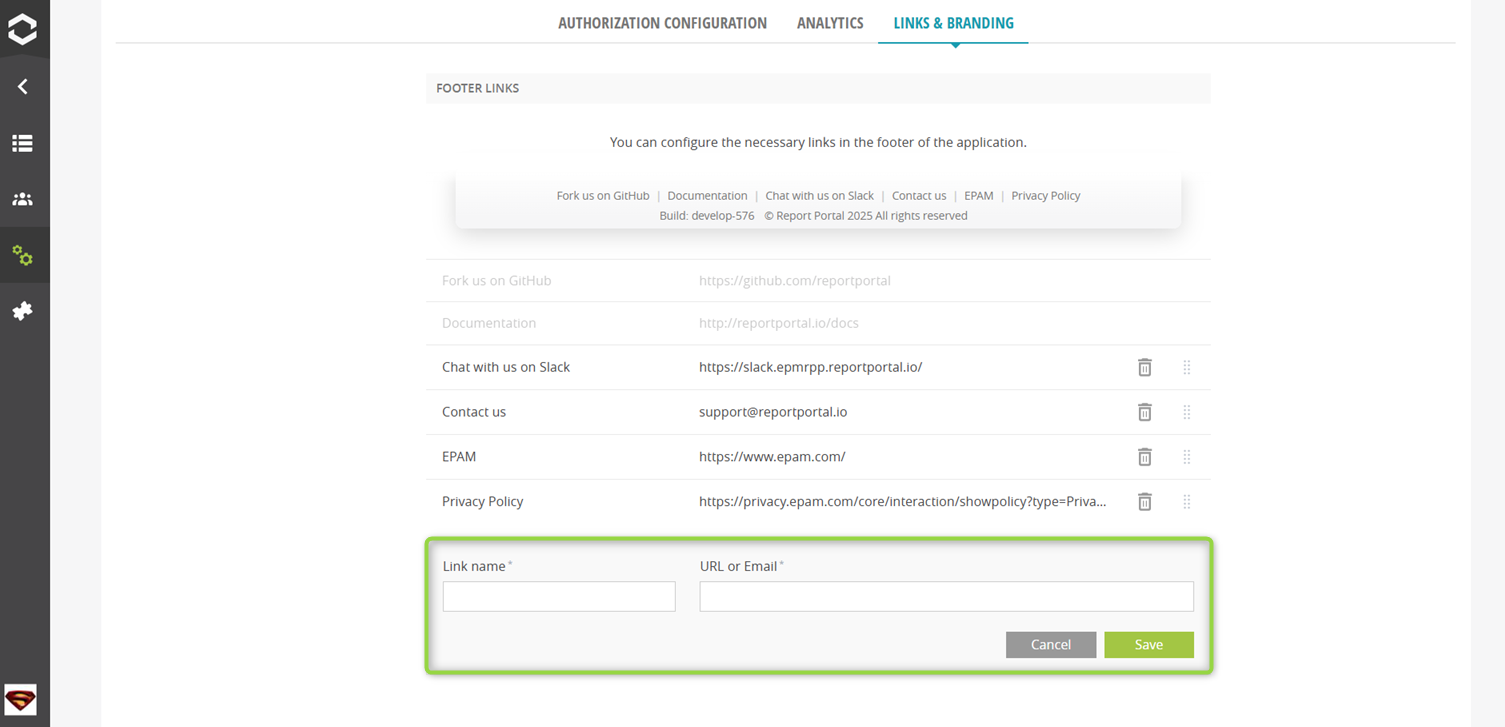 AUTHORIZATION CONFIGURATION ANALYTICS LINKS & BRANDING
FOOTER LINKS
You can configure the necessary links in the footer of the application.
Fork us on GitHub | Documentation | Chat with us on Slack | Contact us | EPAM | Privacy Policy
Build: develop-576 © Report Portal 2025 All rights reserved
Fork us on GitHub https://github.com/reportportal
Documentation http://reportportal.io/docs
Chat with us on Slack https://slack.epmrpp.reportportal.io/
Contact us support@reportportal.io
EPAM https://www.epam.com/
Privacy Policy https://privacy.epam.com/core/interaction/showpolicy?type=Priva...
Link name* URL or Email*
Cancel Save